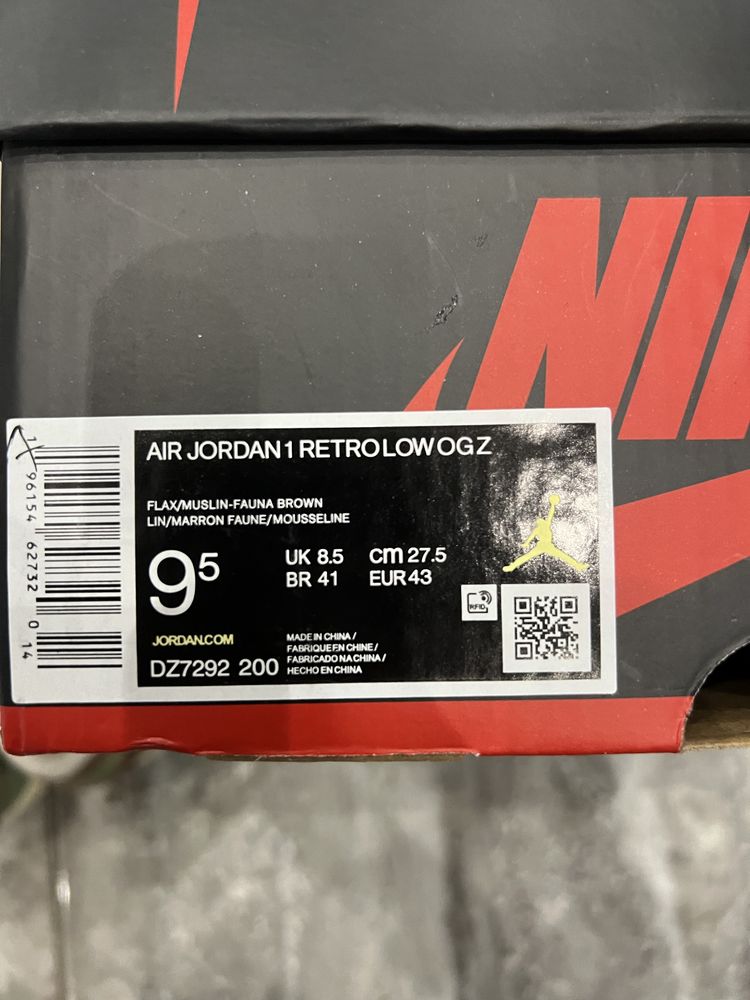 NI
AIR JORDAN 1 RETRO LOW OG Z
FLAX/MUSLIN-FAUNA BROWN
LIN/MARRON FAUNE/MOUSSELINE
9⁵
UK 8.5
cm 27.5
BR 41
EUR 43
RFID
JORDAN.COM
DZ7292 200
MADE IN CHINA /
FABRIQUE EN CHINE /
FABRICADO NA CHINA /
HECHO EN CHINA
1 96154 62732 0 14